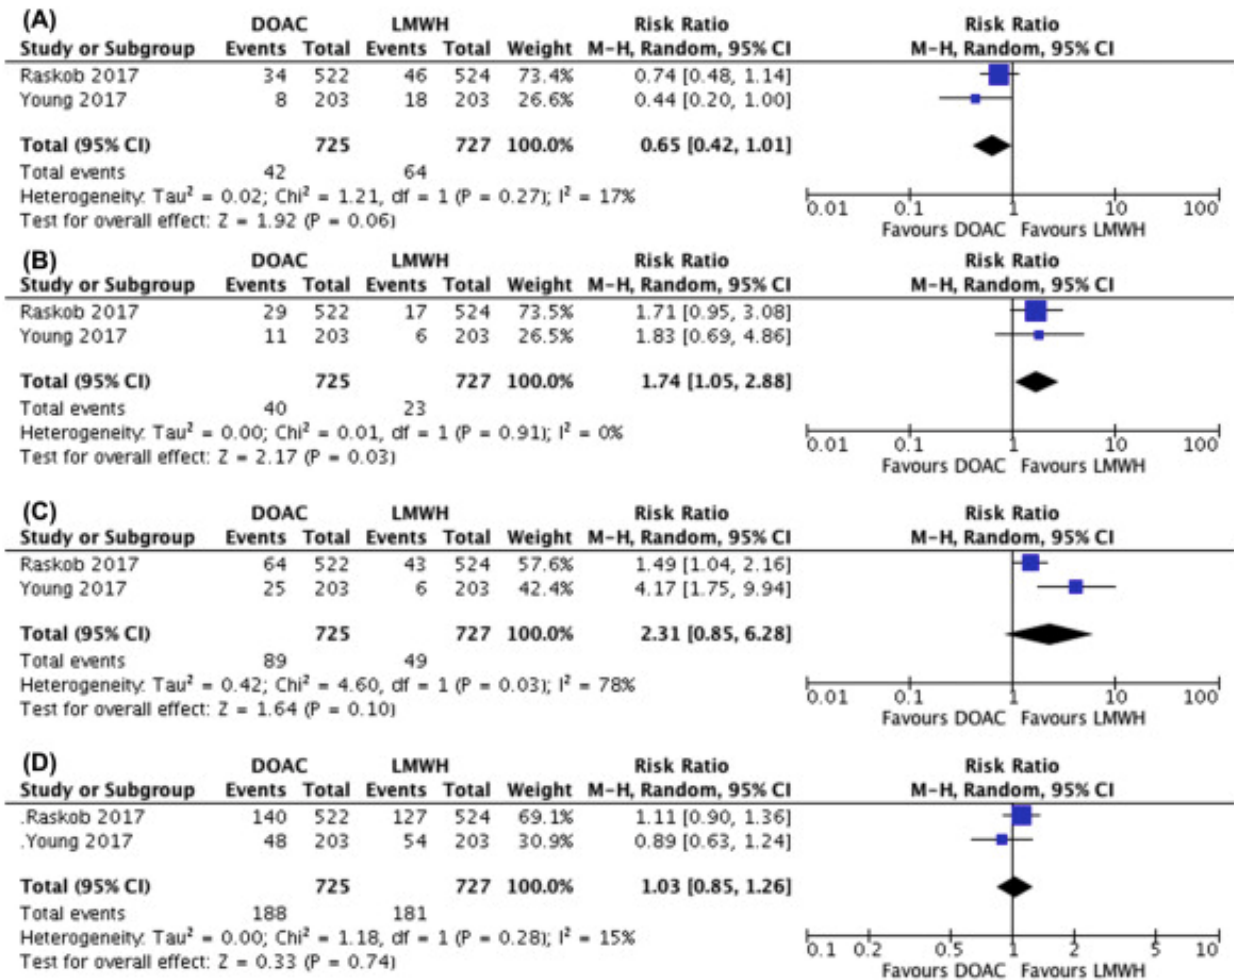 (A) DOAC LMWH Risk Ratio Risk Ratio
Study or Subgroup Events Total Events Total Weight M-H, Random, 95% CI M-H, Random, 95% CI
Raskob 2017 34 522 46 524 73.4% 0.74 [0.48, 1.14]
Young 2017 8 203 18 203 26.6% 0.44 [0.20, 1.00]
Total (95% CI) 725 727 100.0% 0.65 [0.42, 1.01]
Total events 42 64
Heterogeneity: Tau² = 0.02; Chi² = 1.21, df = 1 (P = 0.27); I² = 17%
Test for overall effect: Z = 1.92 (P = 0.06)
0.01 0.1 1 10 100
Favours DOAC Favours LMWH
(B) DOAC LMWH Risk Ratio Risk Ratio
Study or Subgroup Events Total Events Total Weight M-H, Random, 95% CI M-H, Random, 95% CI
Raskob 2017 29 522 17 524 73.5% 1.71 [0.95, 3.08]
Young 2017 11 203 6 203 26.5% 1.83 [0.69, 4.86]
Total (95% CI) 725 727 100.0% 1.74 [1.05, 2.88]
Total events 40 23
Heterogeneity: Tau² = 0.00; Chi² = 0.01, df = 1 (P = 0.91); I² = 0%
Test for overall effect: Z = 2.17 (P = 0.03)
0.01 0.1 1 10 100
Favours DOAC Favours LMWH
(C) DOAC LMWH Risk Ratio Risk Ratio
Study or Subgroup Events Total Events Total Weight M-H, Random, 95% CI M-H, Random, 95% CI
Raskob 2017 64 522 43 524 57.6% 1.49 [1.04, 2.16]
Young 2017 25 203 6 203 42.4% 4.17 [1.75, 9.94]
Total (95% CI) 725 727 100.0% 2.31 [0.85, 6.28]
Total events 89 49
Heterogeneity: Tau² = 0.42; Chi² = 4.60, df = 1 (P = 0.03); I² = 78%
Test for overall effect: Z = 1.64 (P = 0.10)
0.01 0.1 1 10 100
Favours DOAC Favours LMWH
(D) DOAC LMWH Risk Ratio Risk Ratio
Study or Subgroup Events Total Events Total Weight M-H, Random, 95% CI M-H, Random, 95% CI
.Raskob 2017 140 522 127 524 69.1% 1.11 [0.90, 1.36]
.Young 2017 48 203 54 203 30.9% 0.89 [0.63, 1.24]
Total (95% CI) 725 727 100.0% 1.03 [0.85, 1.26]
Total events 188 181
Heterogeneity: Tau² = 0.00; Chi² = 1.18, df = 1 (P = 0.28); I² = 15%
Test for overall effect: Z = 0.33 (P = 0.74)
0.1 0.2 0.5 1 2 5 10
Favours DOAC Favours LMWH